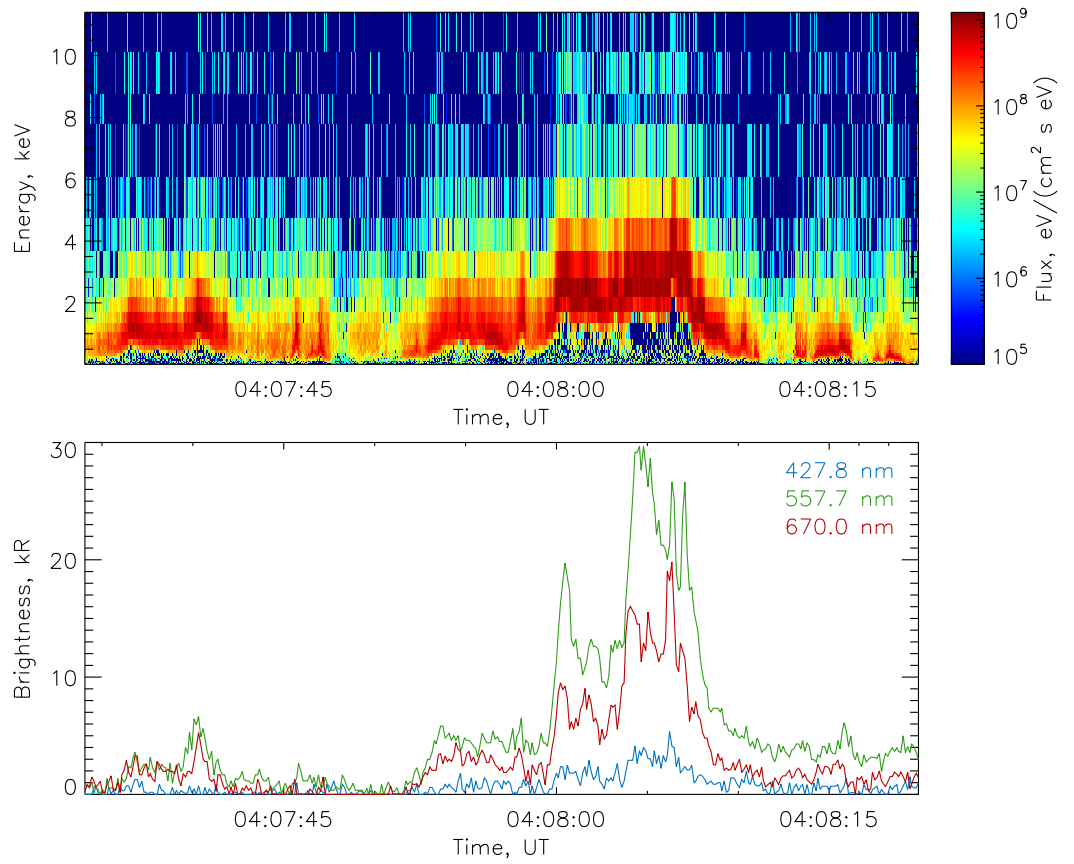 10
8
6
4
2
Energy, keV
04:07:45
04:08:00
04:08:15
Time, UT
10⁹
10⁸
10⁷
10⁶
10⁵
Flux, eV/(cm² s eV)
30
20
10
0
Brightness, kR
427.8 nm
557.7 nm
670.0 nm
04:07:45
04:08:00
04:08:15
Time, UT